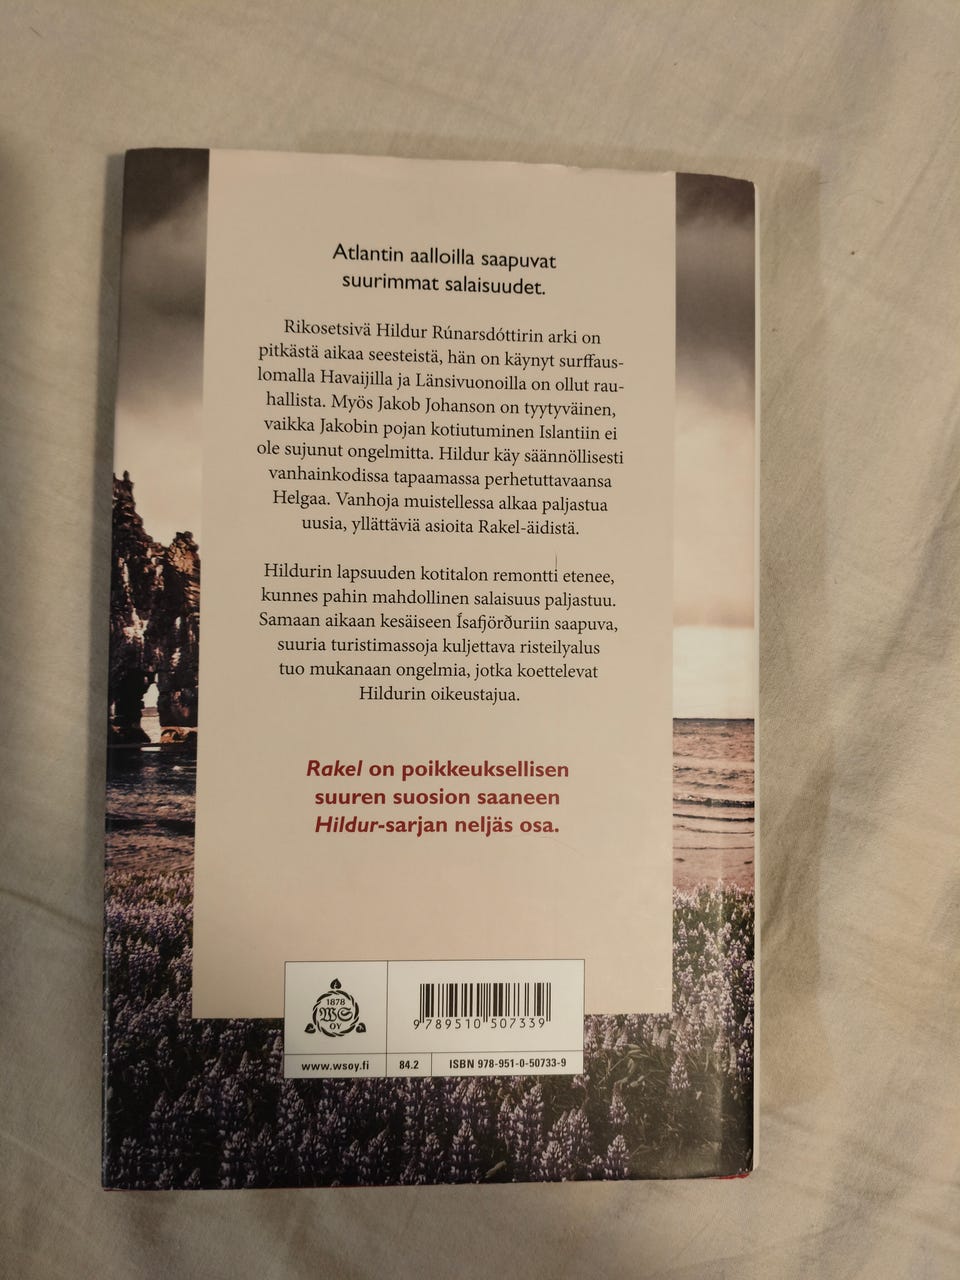 Atlantin aalloilla saapuvat
suurimmat salaisuudet.
Rikosetsivä Hildur Rúnarsdóttirin arki on
pitkästä aikaa seesteistä, hän on käynyt surffaus-
lomalla Havaijilla ja Länsivuonoilla on ollut rau-
hallista. Myös Jakob Johanson on tyytyväinen,
vaikka Jakobin pojan kotiutuminen Islantiin ei
ole sujunut ongelmitta. Hildur käy säännöllisesti
vanhainkodissa tapaamassa perhetuttavaansa
Helgaa. Vanhoja muistellessa alkaa paljastua
uusia, yllättäviä asioita Rakel-äidistä.
Hildurin lapsuuden kotitalon remontti etenee,
kunnes pahin mahdollinen salaisuus paljastuu.
Samaan aikaan kesäiseen Ísafjörðuriin saapuva,
suuria turistimassoja kuljettava risteilyalus
tuo mukanaan ongelmia, jotka koettelevat
Hildurin oikeustajua.
Rakel on poikkeuksellisen
suuren suosion saaneen
Hildur-sarjan neljäs osa.
1878
WS
OY
9 789510 507339
www.wsoy.fi 84.2 ISBN 978-951-0-50733-9